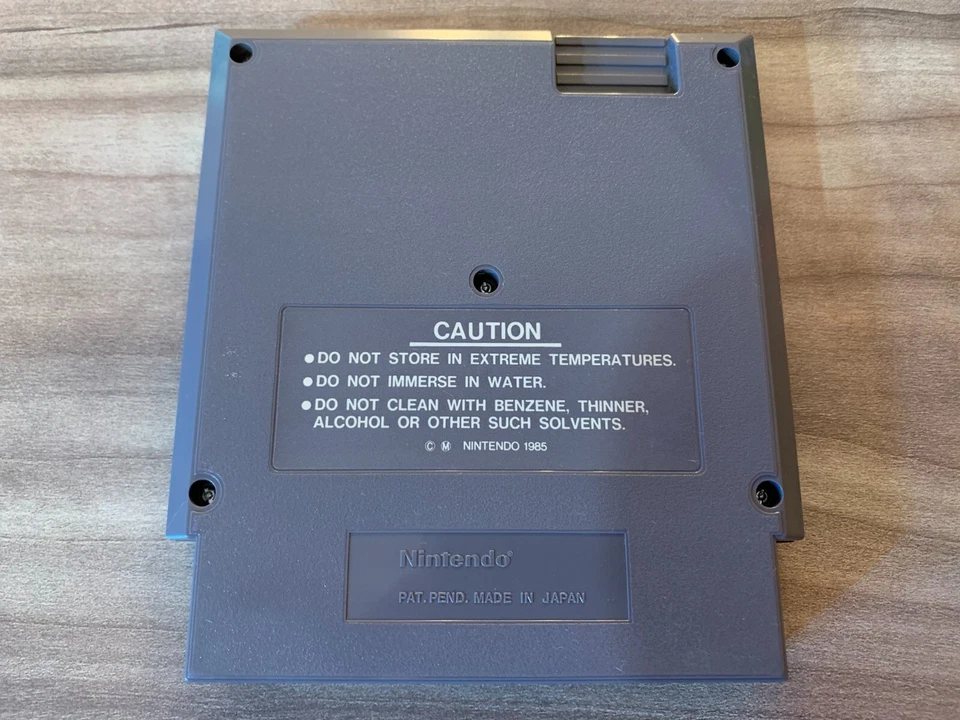 CAUTION
●DO NOT STORE IN EXTREME TEMPERATURES.
●DO NOT IMMERSE IN WATER.
●DO NOT CLEAN WITH BENZENE, THINNER,
ALCOHOL OR OTHER SUCH SOLVENTS.
© Ⓜ NINTENDO 1985
Nintendo®
PAT. PEND. MADE IN JAPAN